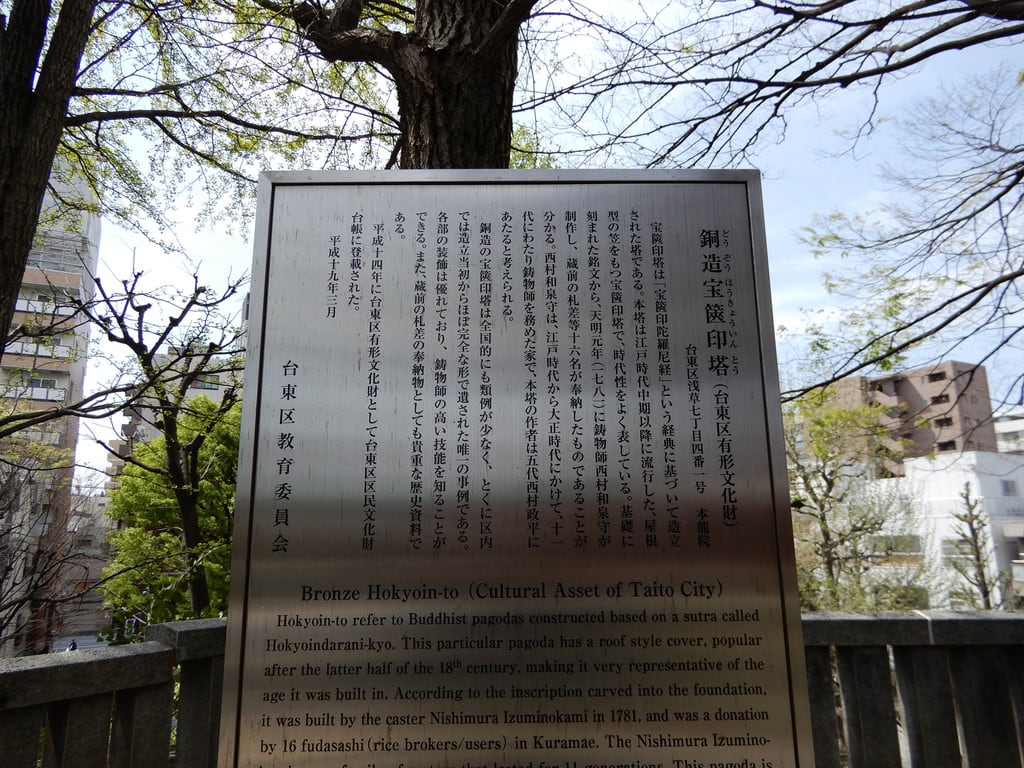 銅造宝篋印塔（台東区有形文化財）
どうぞうほうきょういんとう
台東区浅草七丁目四番一号　本龍院
宝篋印塔は「宝篋印陀羅尼経」という経典に基づいて造立
された塔である。本塔は江戸時代中期以降に流行した、屋根
型の笠をもつ宝篋印塔で、時代性をよく表している。基礎に
刻まれた銘文から、天明元年（一七八一）に鋳物師西村和泉守が
制作し、蔵前の札差等十六名が奉納したものであることが
分かる。西村和泉守は、江戸時代から大正時代にかけて、十一
代にわたり鋳物師を務めた家で、本塔の作者は五代西村政平に
あたると考えられる。
銅造の宝篋印塔は全国的にも類例が少なく、とくに区内
では造立当初からほぼ完全な形で遺された唯一の事例である。
各部の装飾は優れており、鋳物師の高い技能を知ることが
できる。また、蔵前の札差の奉納物としても貴重な歴史資料で
ある。
平成十四年に台東区有形文化財として台東区区民文化財
台帳に登載された。
平成十九年三月
台東区教育委員会
Bronze Hokyoin-to (Cultural Asset of Taito City)
Hokyoin-to refer to Buddhist pagodas constructed based on a sutra called
Hokyoindarani-kyo. This particular pagoda has a roof style cover, popular
after the latter half of the 18th century, making it very representative of the
age it was built in. According to the inscription carved into the foundation,
it was built by the caster Nishimura Izuminokami in 1781, and was a donation
by 16 fudasashi (rice brokers/users) in Kuramae. The Nishimura Izumino-
that lasted for 11 generations. This pagoda is